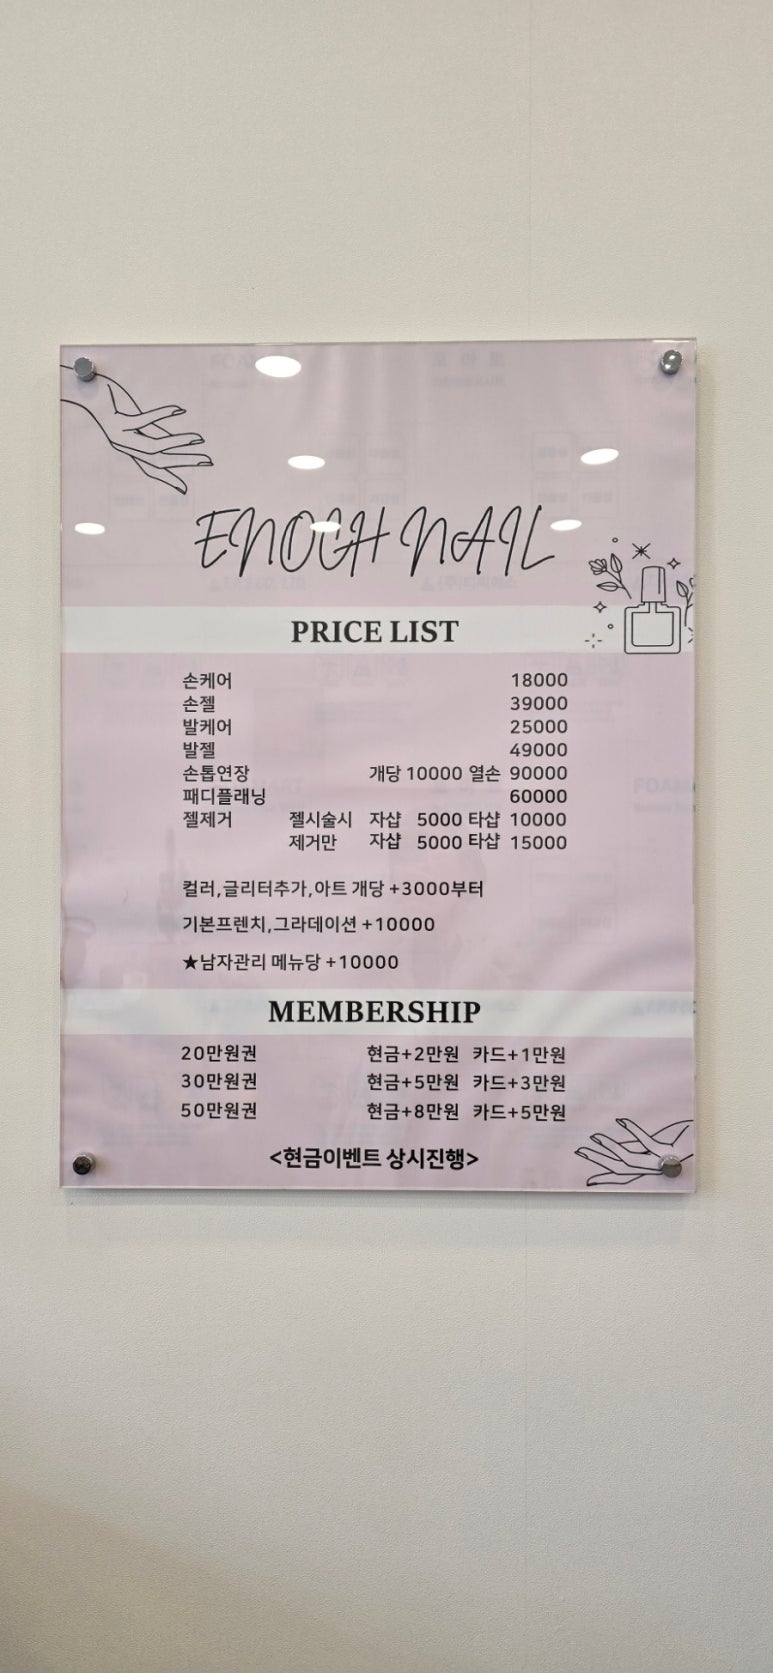 ENOCH NAIL
PRICE LIST
손케어 18000
손젤 39000
발케어 25000
발젤 49000
손톱연장 개당 10000 열손 90000
패디플래닝 60000
젤제거 젤시술시 자샵 5000 타샵 10000
제거만 자샵 5000 타샵 15000
컬러,글리터추가,아트 개당 +3000부터
기본프렌치,그라데이션 +10000
★남자관리 메뉴당 +10000
MEMBERSHIP
20만원권 현금+2만원 카드+1만원
30만원권 현금+5만원 카드+3만원
50만원권 현금+8만원 카드+5만원
<현금이벤트 상시진행>